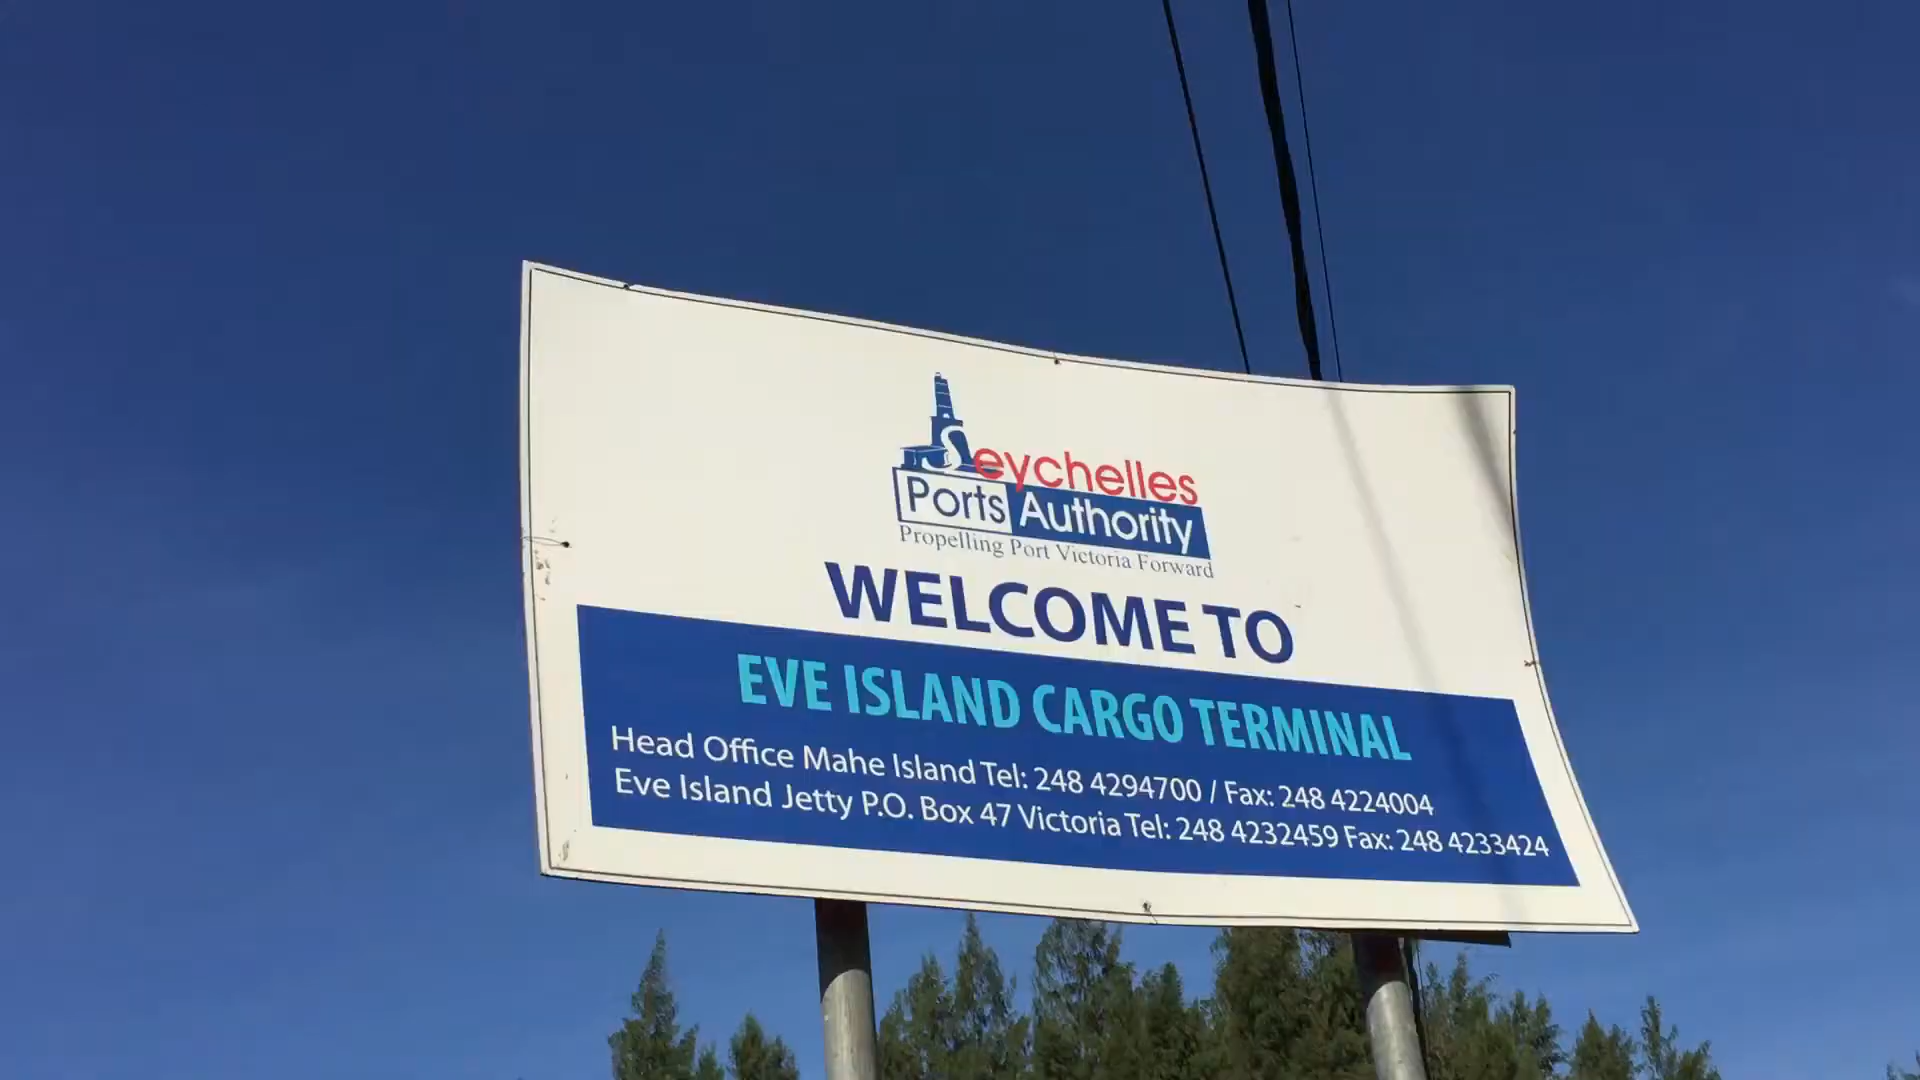 Seychelles
Ports Authority
Propelling Port Victoria Forward
WELCOME TO
EVE ISLAND CARGO TERMINAL
Head Office Mahe Island Tel: 248 4294700 / Fax: 248 4224004
Eve Island Jetty P.O. Box 47 Victoria Tel: 248 4232459 Fax: 248 4233424